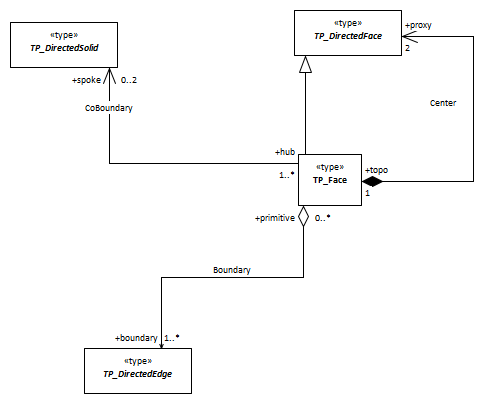 «type»
TP_DirectedFace
+proxy
2
«type»
TP_DirectedSolid
+spoke
0..2
CoBoundary
Center
+hub
1..*
«type»
TP_Face
+topo
1
+primitive
0..*
Boundary
+boundary
1..*
«type»
TP_DirectedEdge